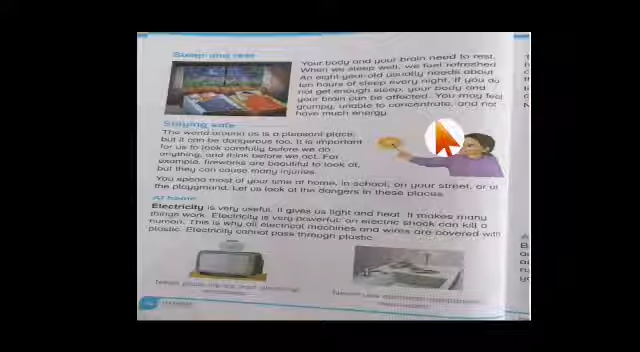 Sleep and rest
Your body and your brain need to rest.
When we sleep well, we feel refreshed.
An eight-year-old usually needs about
ten hours of sleep every night. If you do
not get enough sleep, your body and
your brain can be affected. You may feel
grumpy, unable to concentrate, and not
have much energy.
Staying safe
The world around us is a pleasant place,
but it can be dangerous too. It is important
for us to look carefully before we do
anything, and think before we act. For
example, fireworks are beautiful to look at,
but they can cause many injuries.
You spend most of your time at home, in school, on your street, or at
the playground. Let us look at the dangers in these places.
At home
Electricity is very useful. It gives us light and heat. It makes many
things work. Electricity is very powerful: an electric shock can kill a
human. This is why all electrical machines and wires are covered with
plastic. Electricity cannot pass through plastic.
Never
Never use